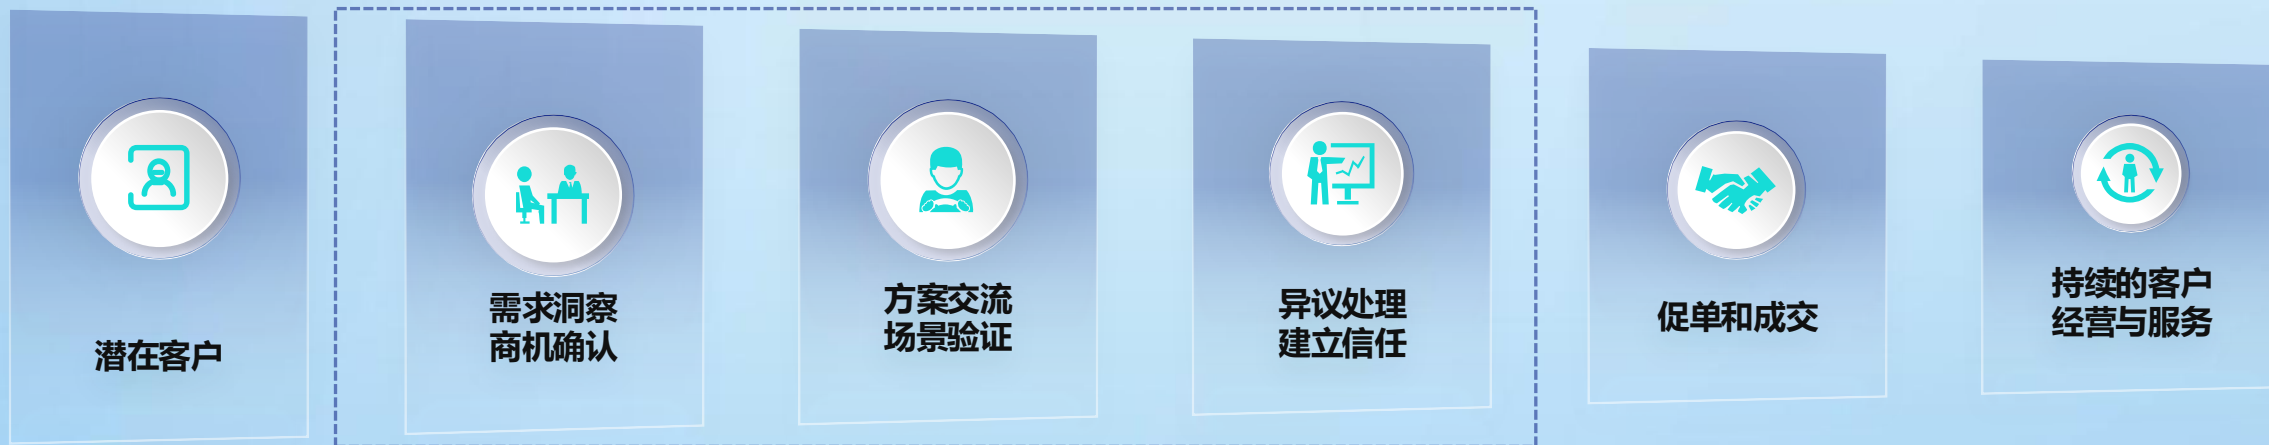 潜在客户
需求洞察
商机确认
方案交流
场景验证
异议处理
建立信任
促单和成交
持续的客户
经营与服务